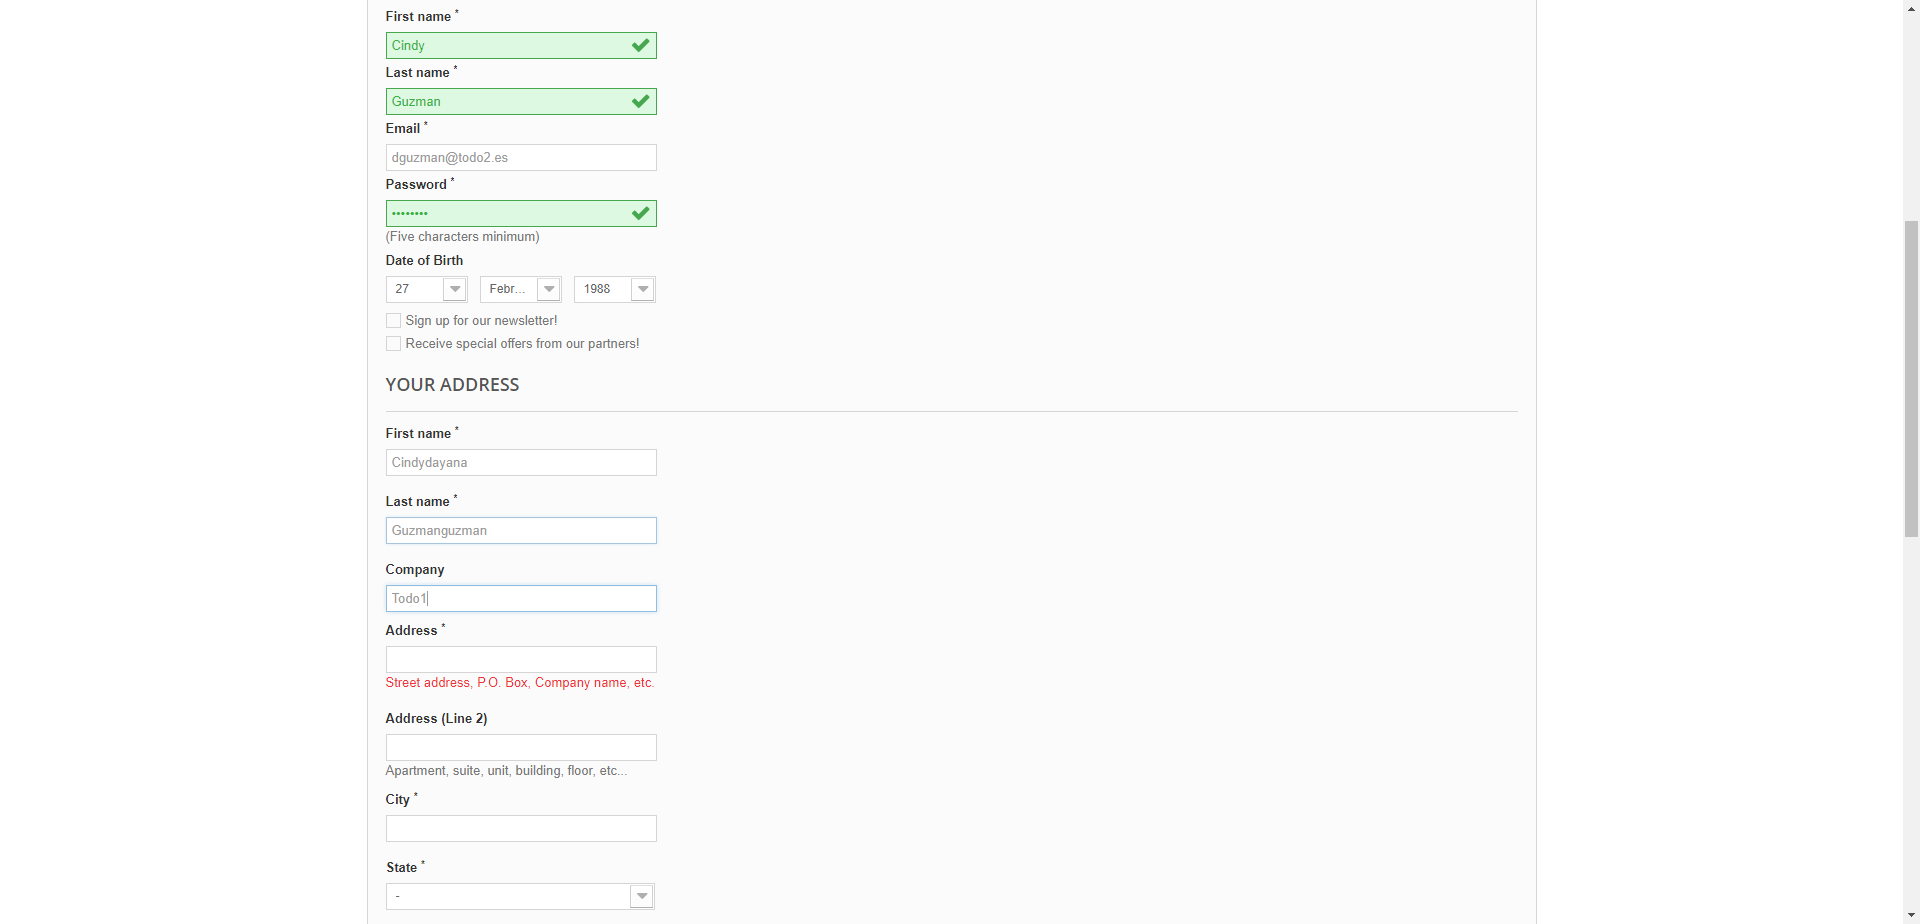 First name *
Cindy
Last name *
Guzman
Email *
dguzman@todo2.es
Password *
••••••••
(Five characters minimum)
Date of Birth
27 Febr... 1988
Sign up for our newsletter!
Receive special offers from our partners!
YOUR ADDRESS
First name *
Cindydayana
Last name *
Guzmanguzman
Company
Todo1
Address *
Street address, P.O. Box, Company name, etc.
Address (Line 2)
Apartment, suite, unit, building, floor, etc...
City *
State *
-